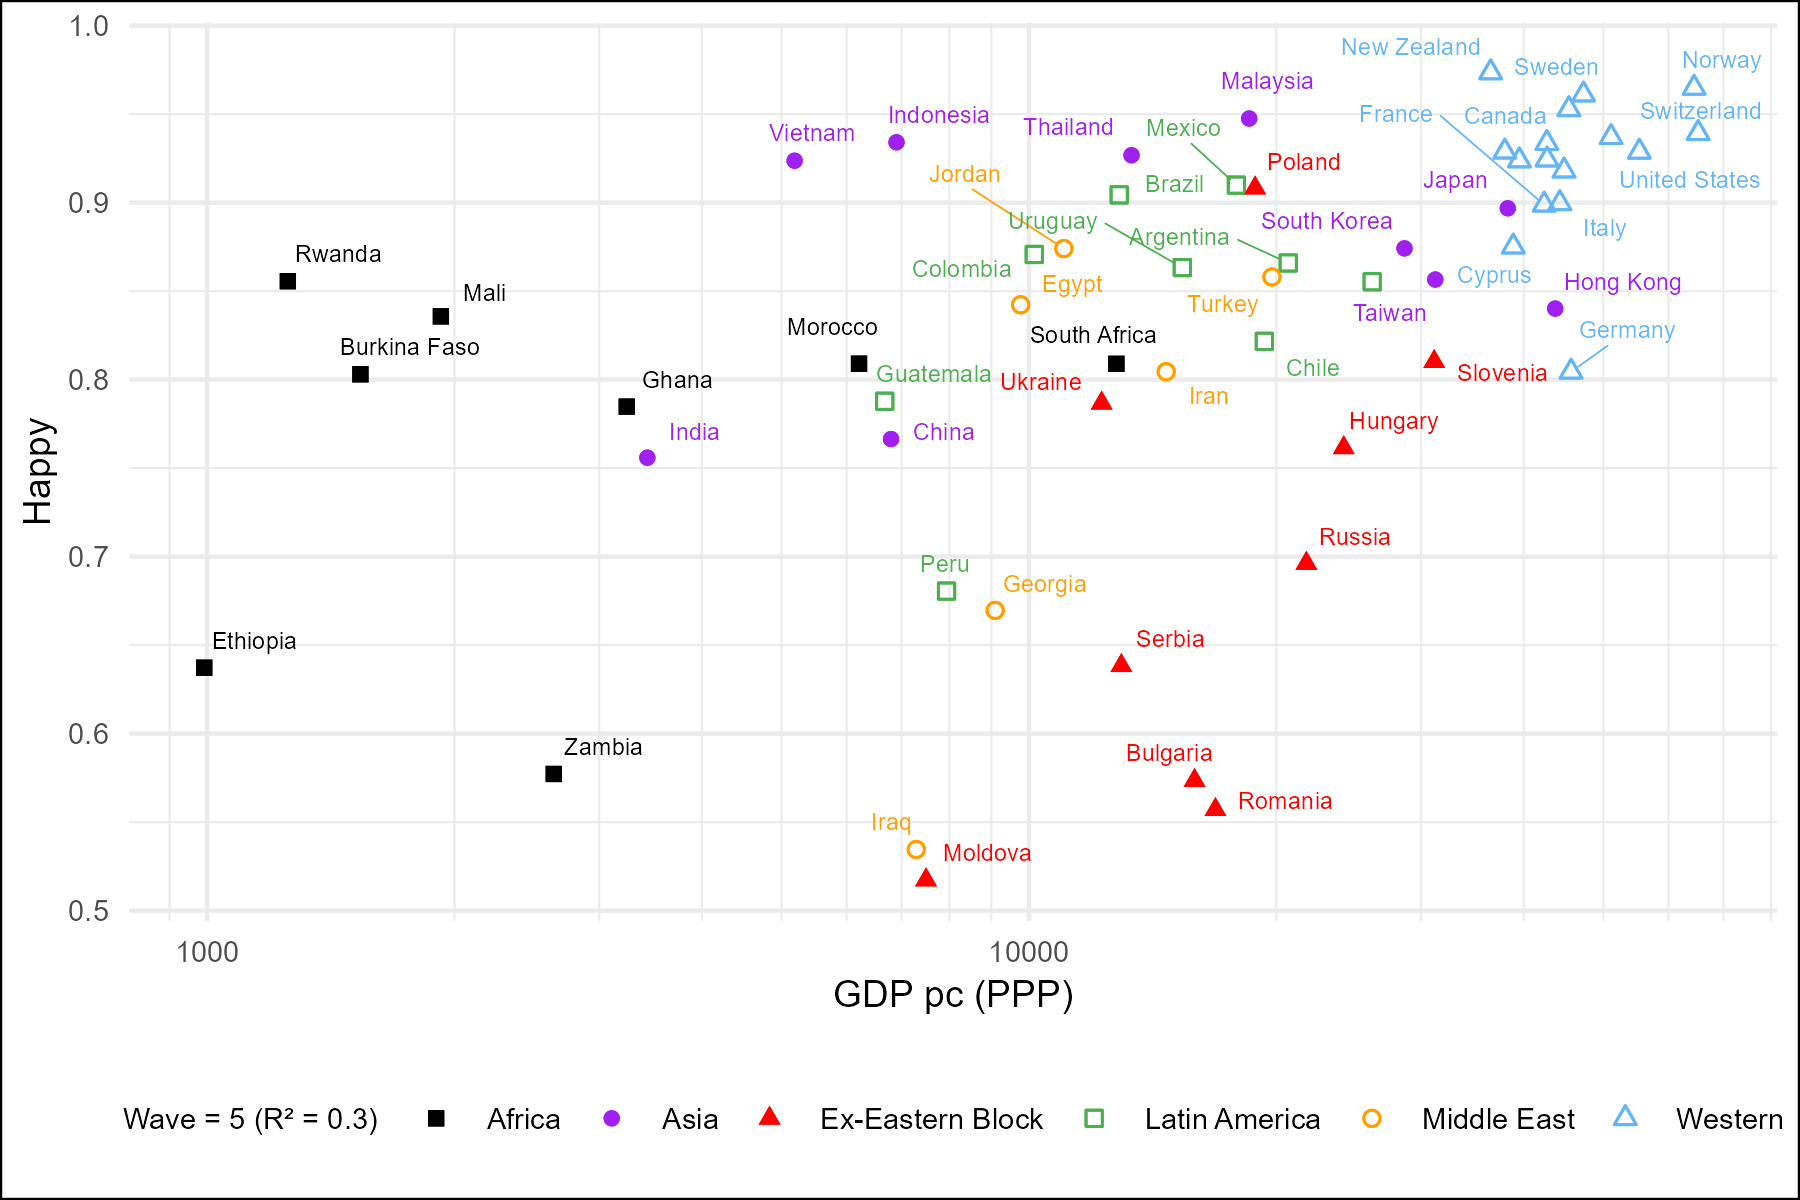 1.0
New Zealand
Sweden
Norway
Malaysia
Indonesia
France
Canada
Switzerland
Vietnam
Thailand
Mexico
Poland
Jordan
Brazil
Japan
United States
0.9
Uruguay
Argentina
South Korea
Italy
Rwanda
Colombia
Egypt
Cyprus
Hong Kong
Mali
Turkey
Taiwan
Morocco
South Africa
Germany
Burkina Faso
0.8
Ghana
Guatemala
Ukraine
Iran
Chile
Slovenia
India
China
Hungary
Happy
0.7
Russia
Peru
Georgia
Ethiopia
Serbia
0.6
Zambia
Bulgaria
Romania
Iraq
Moldova
0.5
1000
10000
GDP pc (PPP)
Wave = 5 (R² = 0.3)
Africa
Asia
Ex-Eastern Block
Latin America
Middle East
Western